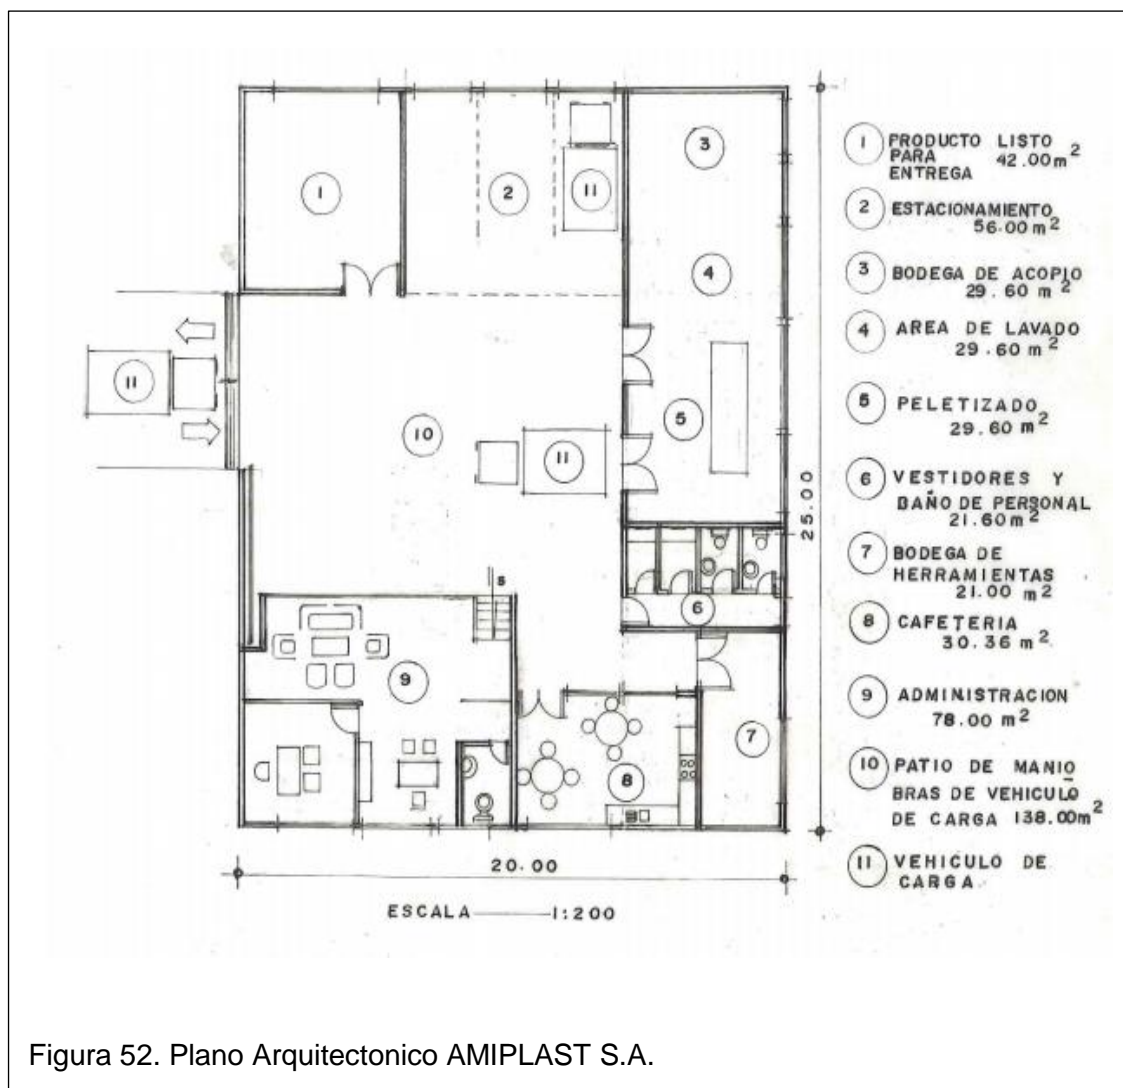 1
2
3
4
5
6
7
8
9
10
11
11
11
S
25.00
20.00
ESCALA 1:200
1 PRODUCTO LISTO
PARA 42.00m2
ENTREGA
2 ESTACIONAMIENTO
56.00 m2
3 BODEGA DE ACOPIO
29.60 m2
4 AREA DE LAVADO
29.60 m2
5 PELETIZADO
29.60 m2
6 VESTIDORES Y
BAÑO DE PERSONAL
21.60m2
7 BODEGA DE
HERRAMIENTAS
21.00 m2
8 CAFETERIA
30.36 m2
9 ADMINISTRACION
78.00 m2
10 PATIO DE MANIO
BRAS DE VEHICULO
DE CARGA 138.00m2
11 VEHICULO DE
CARGA
Figura 52. Plano Arquitectonico AMIPLAST S.A.